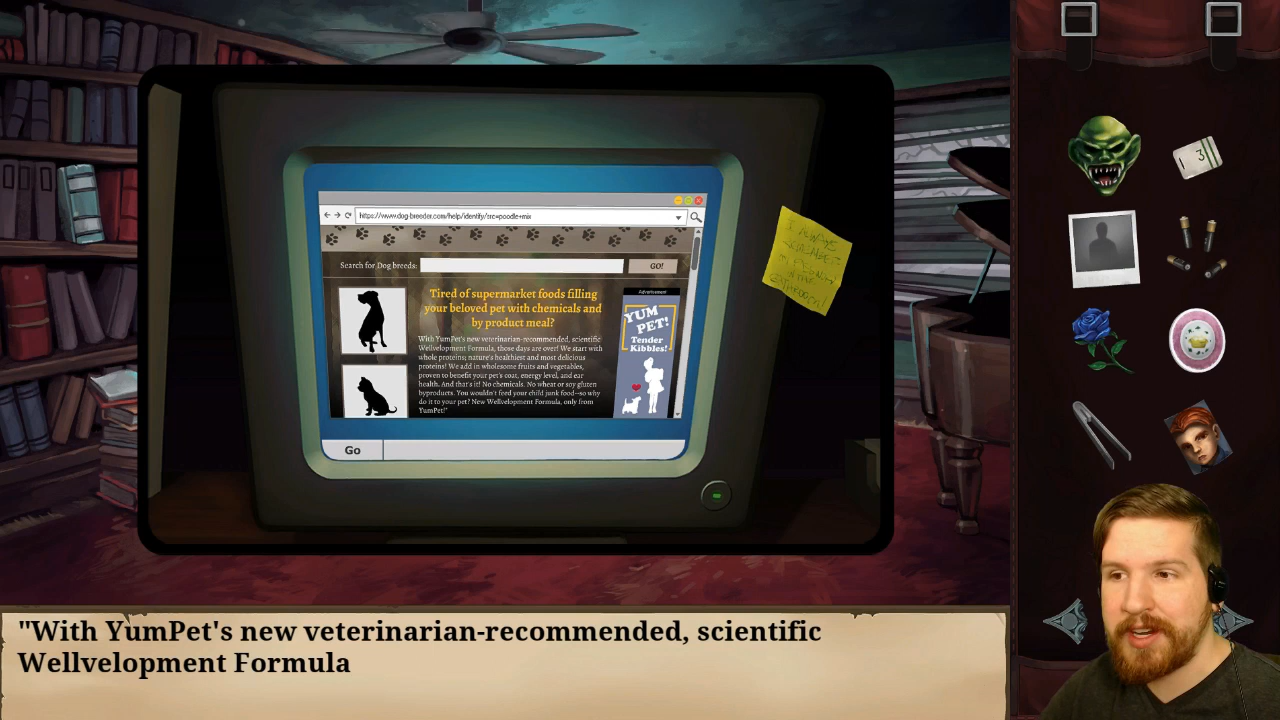 https://www.dog-breeder.com/help/identity/src=poodle+mix
Search for Dog breeds:
GO!
Tired of supermarket foods filling
your beloved pet with chemicals and
by product meal?
With YumPet's new veterinarian-recommended, scientific
Wellvelopment Formula, those days are over! We start with
whole proteins; nature's healthiest and most delicious
proteins! We add in wholesome fruits and vegetables,
proven to benefit your pet's coat, energy level, and ear
health. And that's it! No chemicals. No wheat or soy gluten
byproducts. You wouldn't feed your child junk food--so why
do it to your pet? New Wellvelopment Formula, only from
YumPet!"
Advertisement
YUM
PET!
Tender
Kibbles!
Go
3
"With YumPet's new veterinarian-recommended, scientific
Wellvelopment Formula